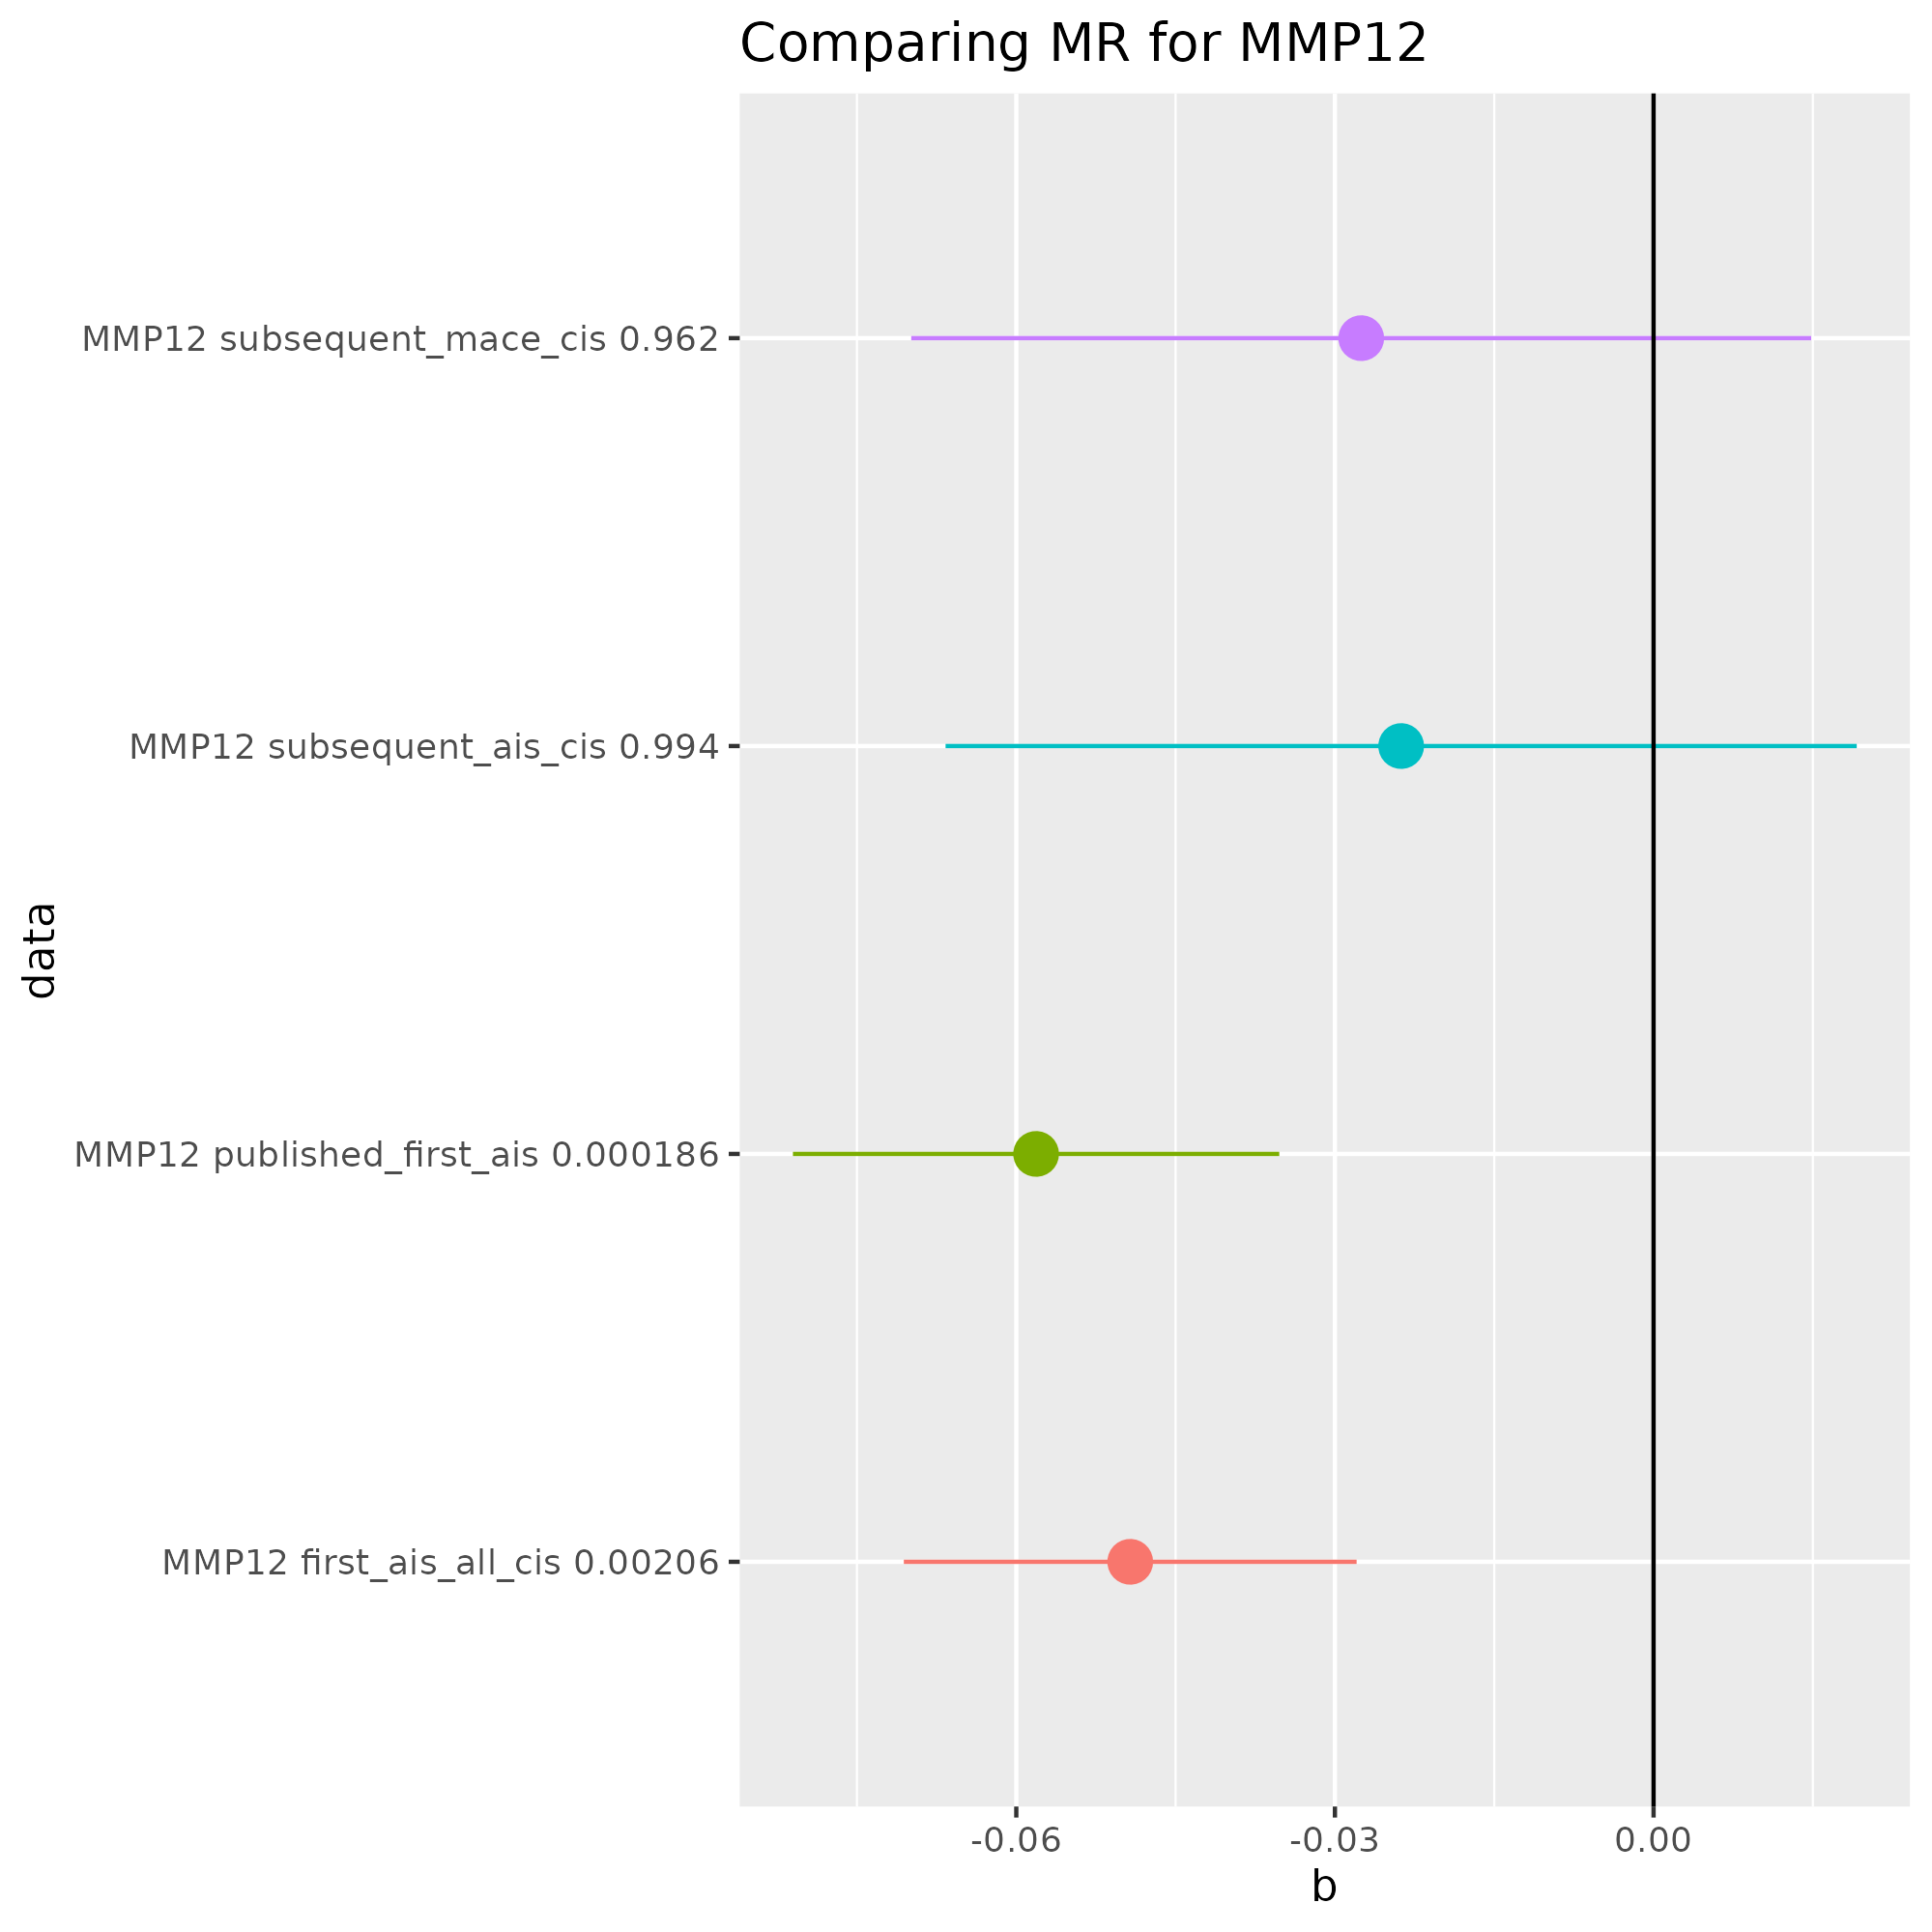 Comparing MR for MMP12
MMP12 subsequent_mace_cis 0.962
MMP12 subsequent_ais_cis 0.994
data
MMP12 published_first_ais 0.000186
MMP12 first_ais_all_cis 0.00206
-0.06 -0.03 0.00
b